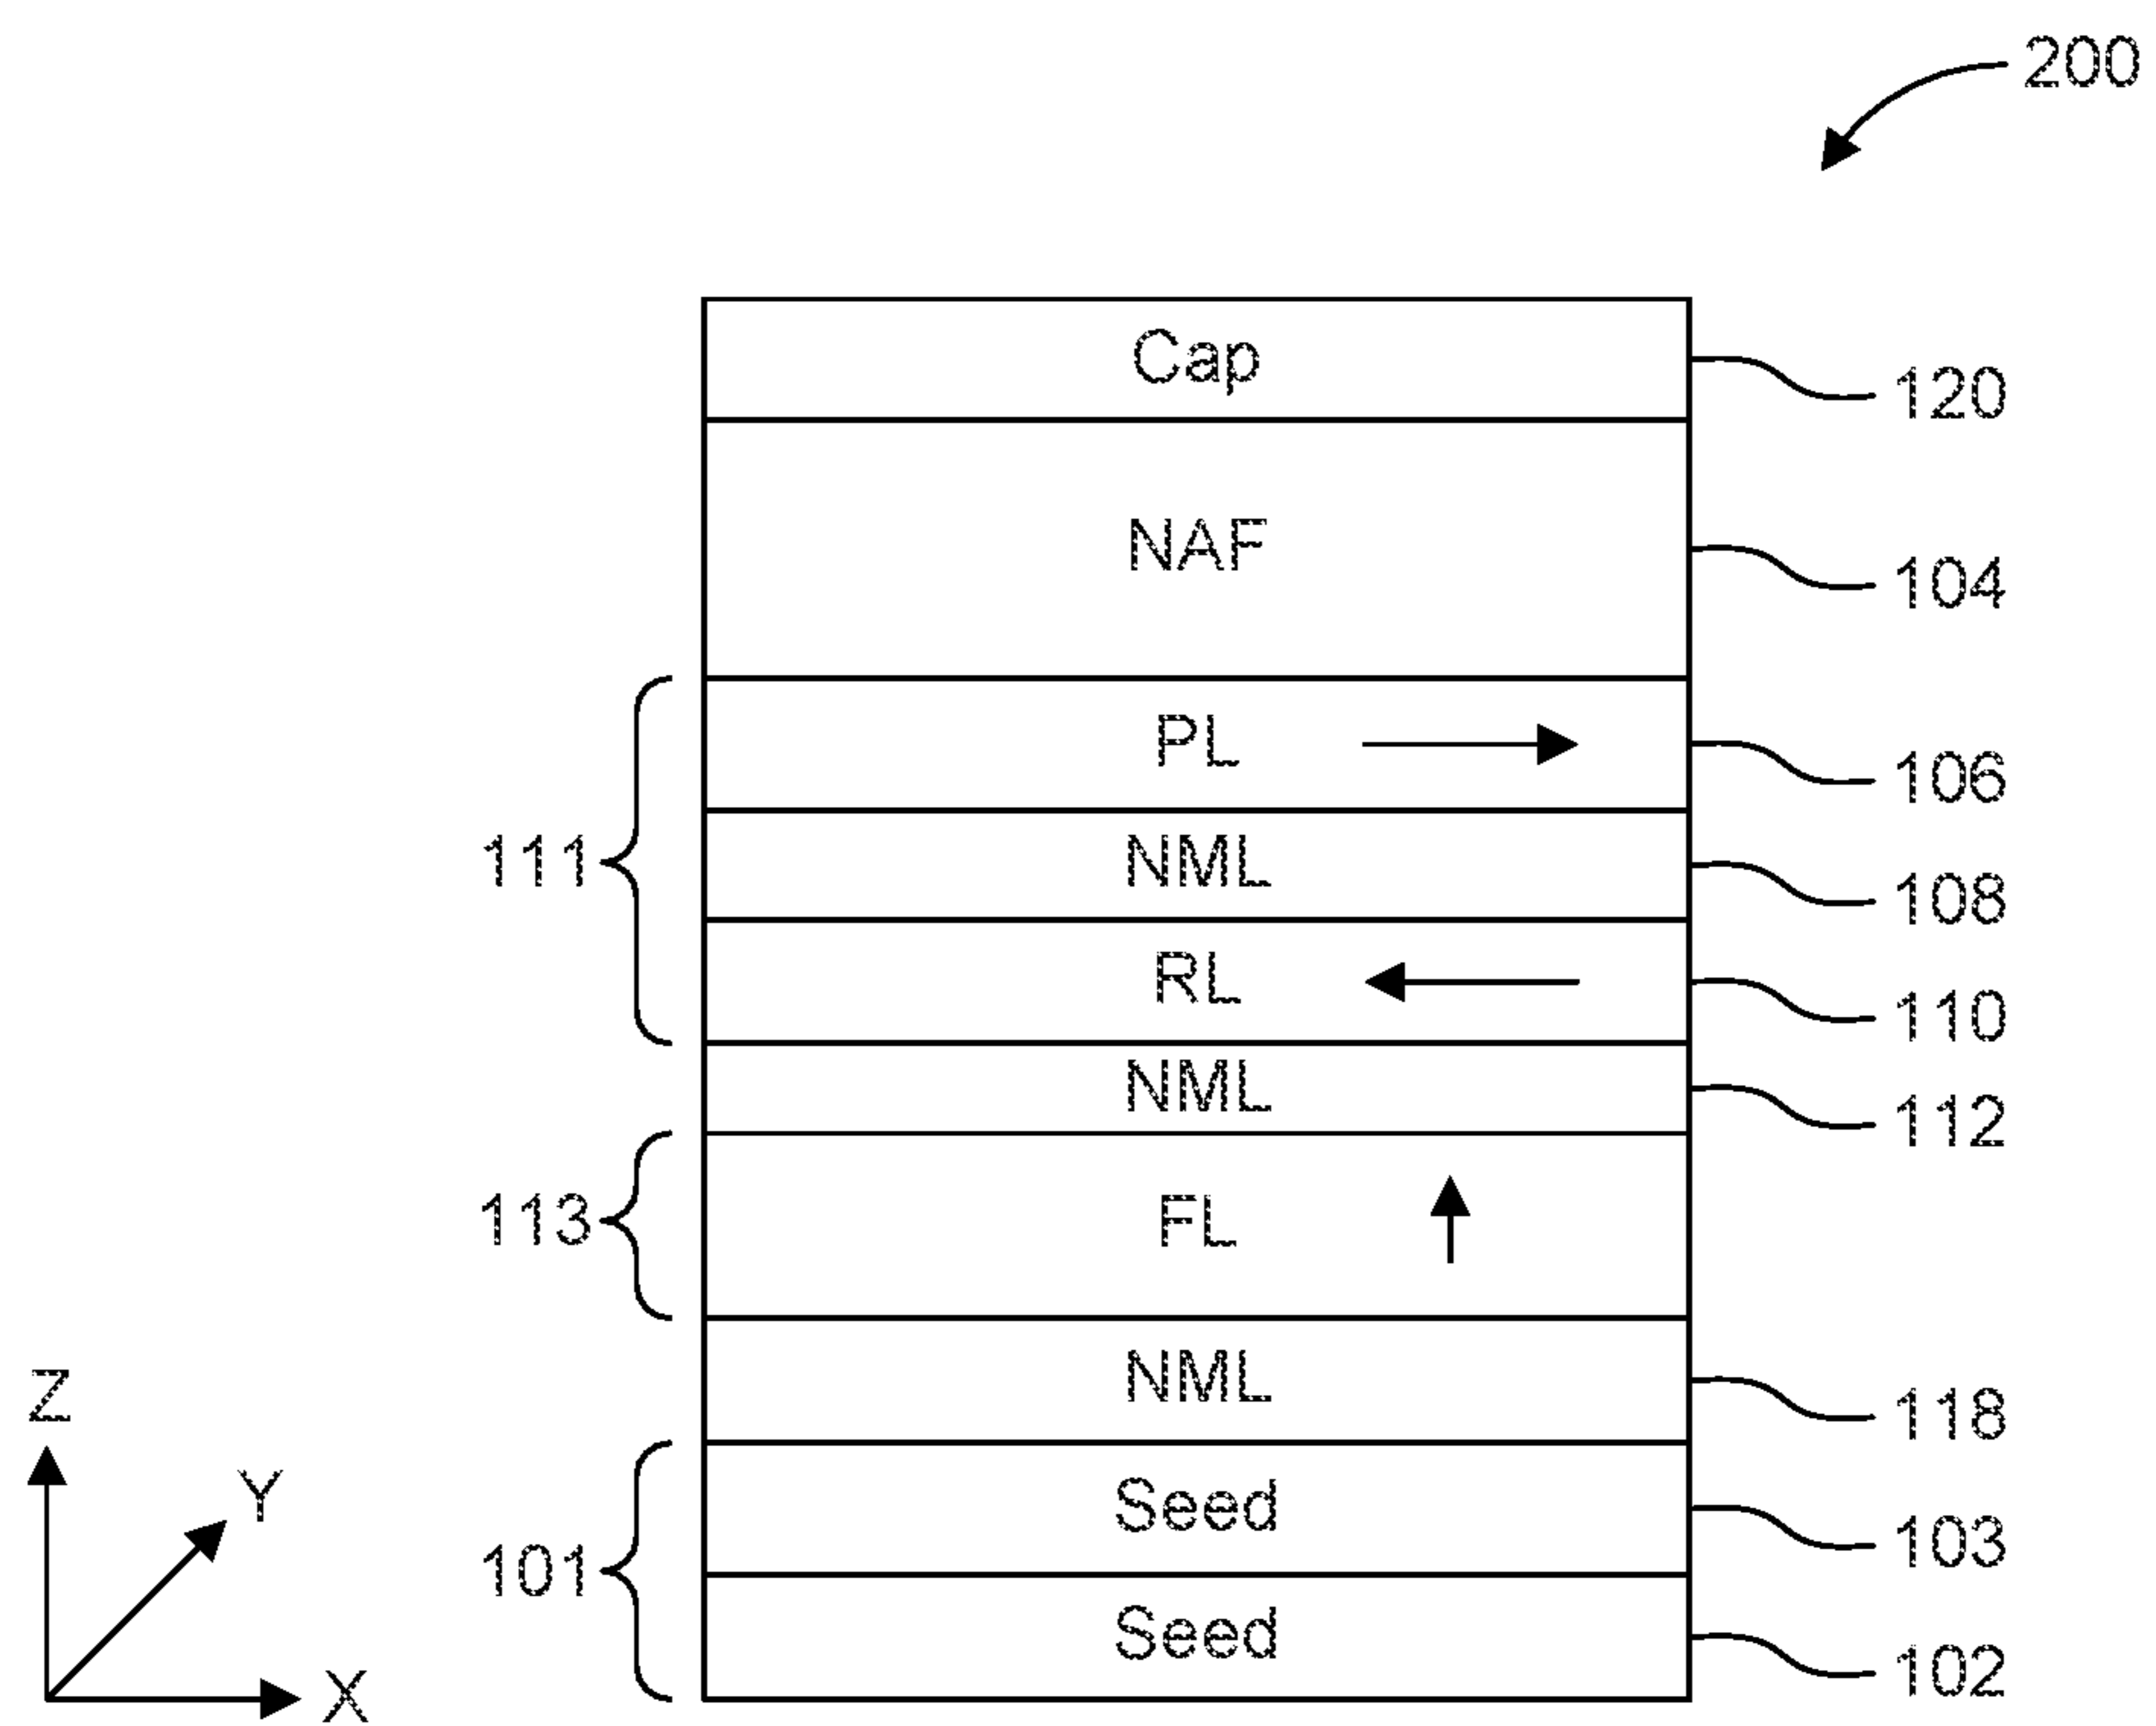 200
Cap
120
NAF
104
PL
106
111
NML
108
RL
110
NML
112
113
FL
NML
118
Z
Y
X
101
Seed
103
Seed
102